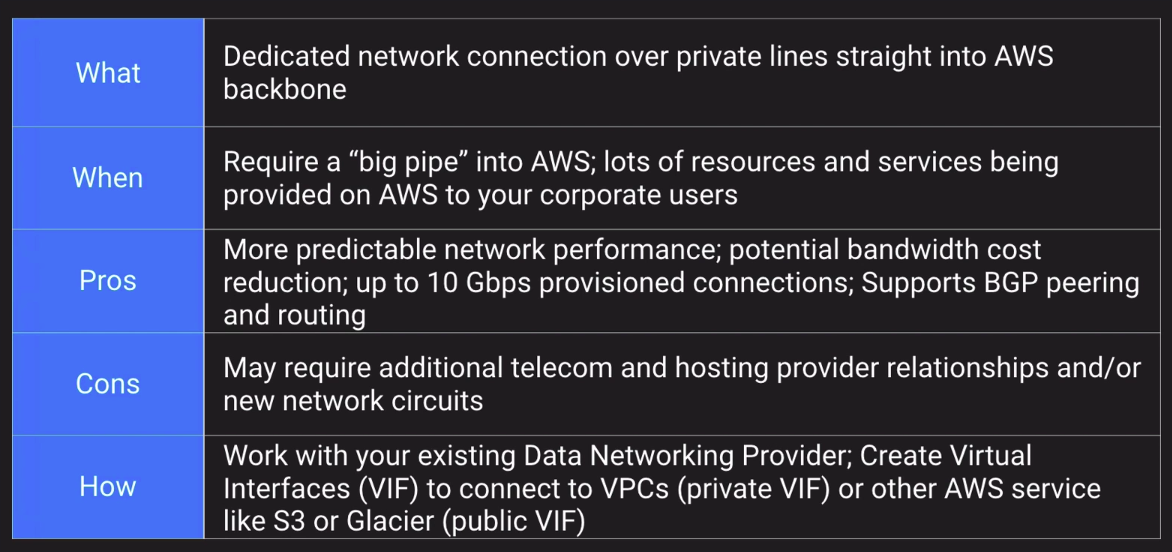 What
Dedicated network connection over private lines straight into AWS
backbone
When
Require a “big pipe” into AWS; lots of resources and services being
provided on AWS to your corporate users
Pros
More predictable network performance; potential bandwidth cost
reduction; up to 10 Gbps provisioned connections; Supports BGP peering
and routing
Cons
May require additional telecom and hosting provider relationships and/or
new network circuits
How
Work with your existing Data Networking Provider; Create Virtual
Interfaces (VIF) to connect to VPCs (private VIF) or other AWS service
like S3 or Glacier (public VIF)